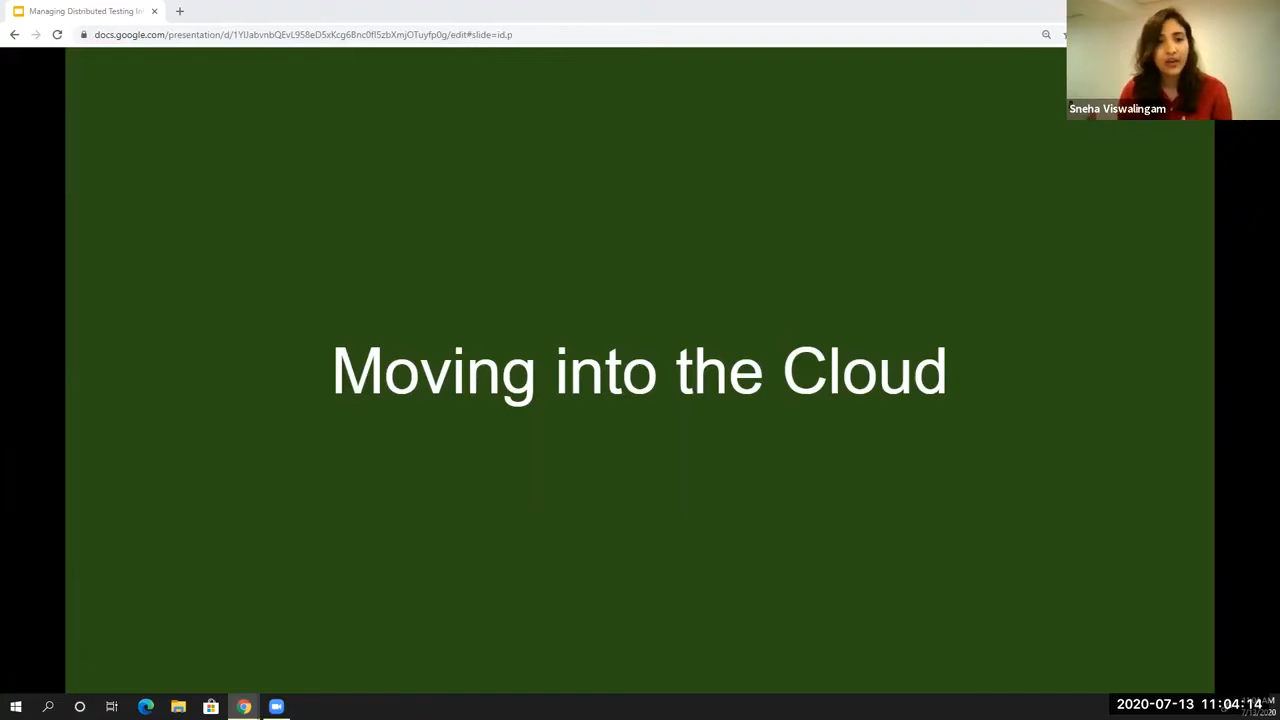 Managing Distributed Testing In
docs.google.com/presentation/d/1YlJabvnbQEvL958eD5xKcg6Bnc0fl5zbXmjOTuyfp0g/edit#slide=id.p
Sneha Viswalingam
Moving into the Cloud
2020-07-13 11:04:14